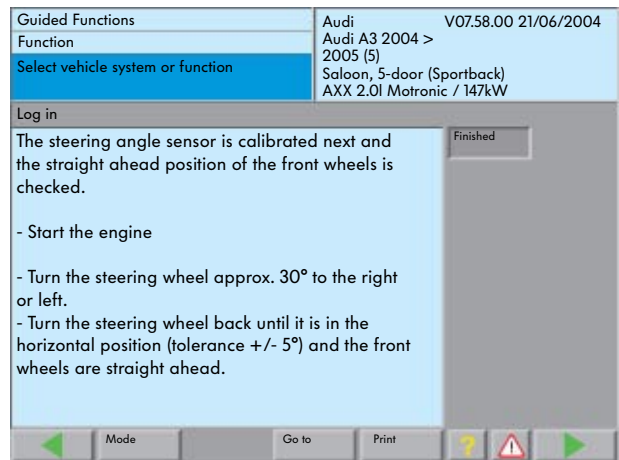 Guided Functions
Function
Select vehicle system or function
Audi V07.58.00 21/06/2004
Audi A3 2004 >
2005 (5)
Saloon, 5-door (Sportback)
AXX 2.0l Motronic / 147kW
Log in
The steering angle sensor is calibrated next and
the straight ahead position of the front wheels is
checked.
- Start the engine
- Turn the steering wheel approx. 30° to the right
or left.
- Turn the steering wheel back until it is in the
horizontal position (tolerance +/- 5°) and the front
wheels are straight ahead.
Finished
Mode
Go to
Print
?
!